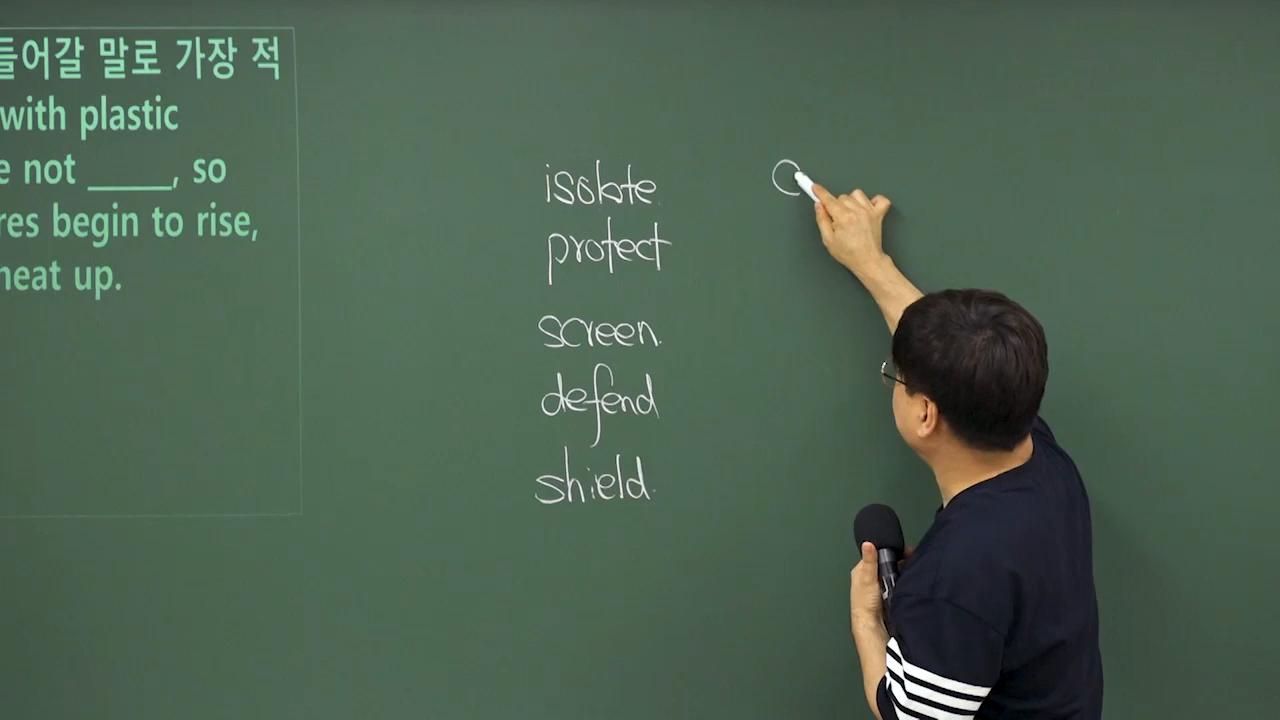 들어갈 말로 가장 적
with plastic
e not _____, so
res begin to rise,
heat up.
isolate.
protect
screen.
defend
shield.